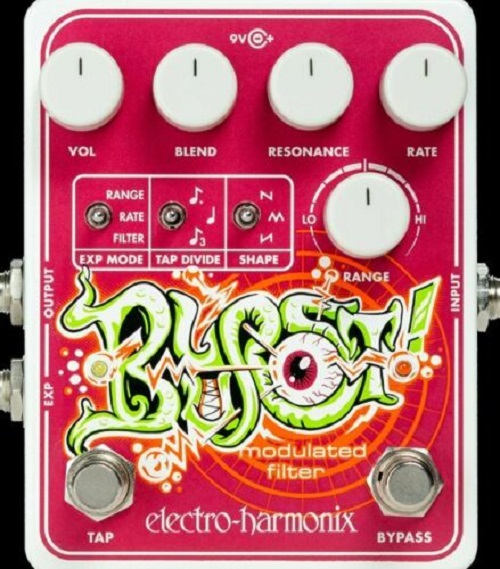 9V
+
VOL BLEND RESONANCE RATE
RANGE
RATE
FILTER
EXP MODE TAP DIVIDE SHAPE
3
LO HI
RANGE
OUTPUT
INPUT
EXP
BLURST!
modulated
filter
electro-harmonix
TAP BYPASS